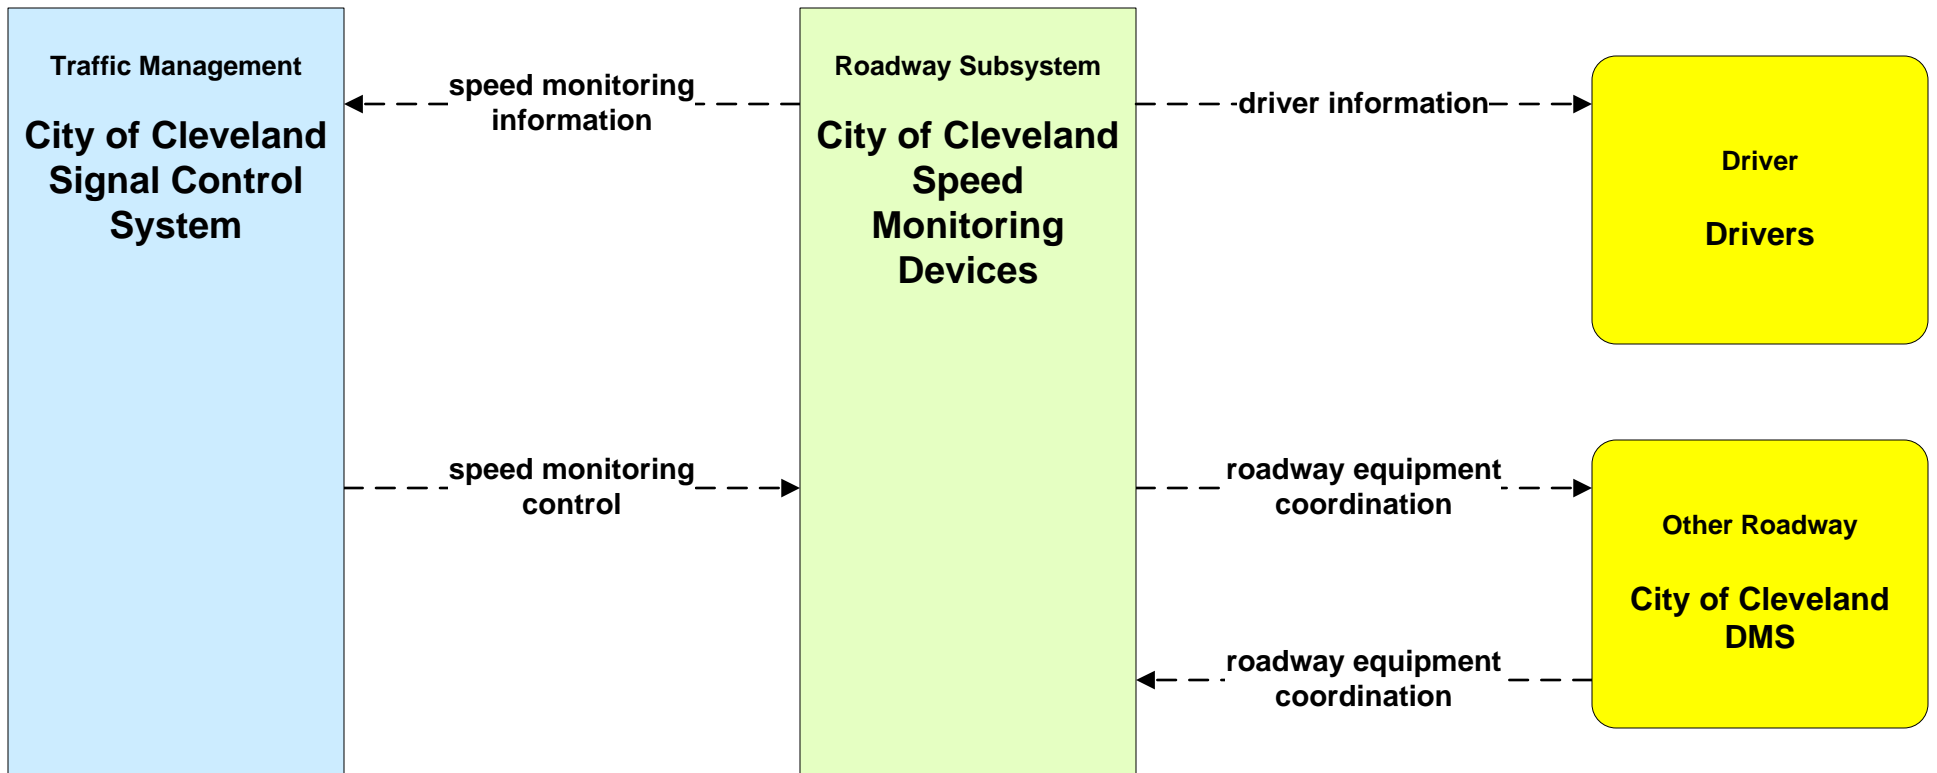 Traffic Management
City of Cleveland
Signal Control
System
speed monitoring
information
speed monitoring
control
Roadway Subsystem
City of Cleveland
Speed
Monitoring
Devices
driver information
roadway equipment
coordination
roadway equipment
coordination
Driver
Drivers
Other Roadway
City of Cleveland
DMS